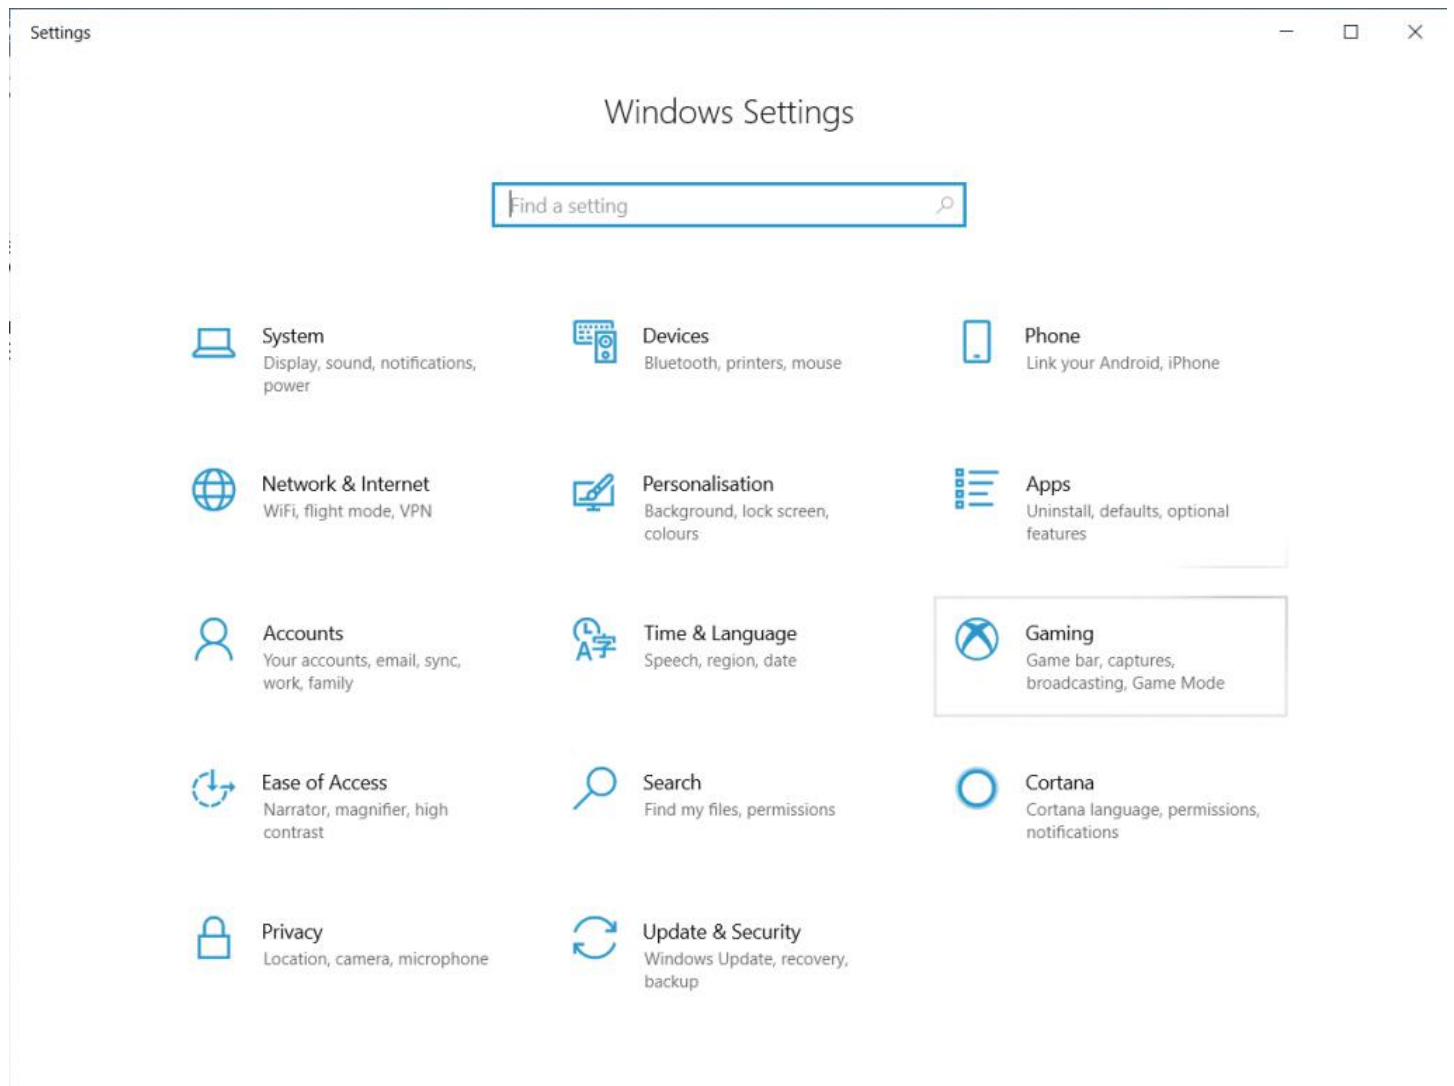 Settings
Windows Settings
Find a setting
System
Display, sound, notifications,
power
Devices
Bluetooth, printers, mouse
Phone
Link your Android, iPhone
Network & Internet
WiFi, flight mode, VPN
Personalisation
Background, lock screen,
colours
Apps
Uninstall, defaults, optional
features
Accounts
Your accounts, email, sync,
work, family
Time & Language
Speech, region, date
Gaming
Game bar, captures,
broadcasting, Game Mode
Ease of Access
Narrator, magnifier, high
contrast
Search
Find my files, permissions
Cortana
Cortana language, permissions,
notifications
Privacy
Location, camera, microphone
Update & Security
Windows Update, recovery,
backup